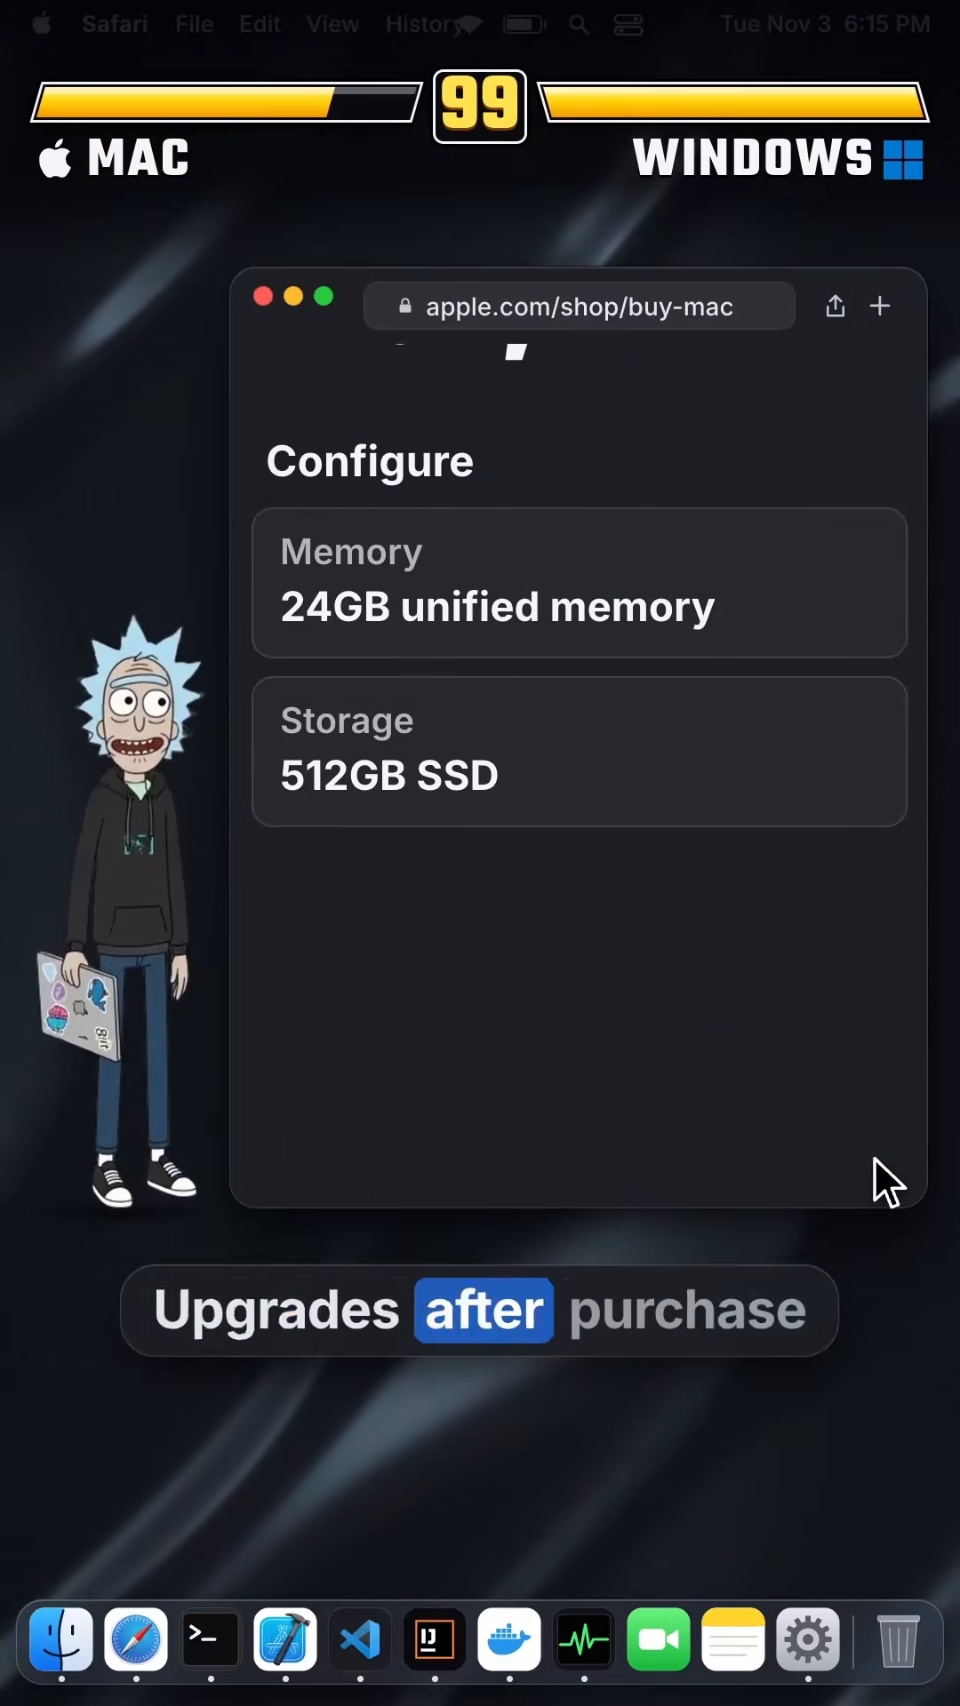 Safari File Edit View History Tue Nov 3 6:15 PM
99
MAC WINDOWS
apple.com/shop/buy-mac
Configure
Memory
24GB unified memory
Storage
512GB SSD
Upgrades after purchase
IJ